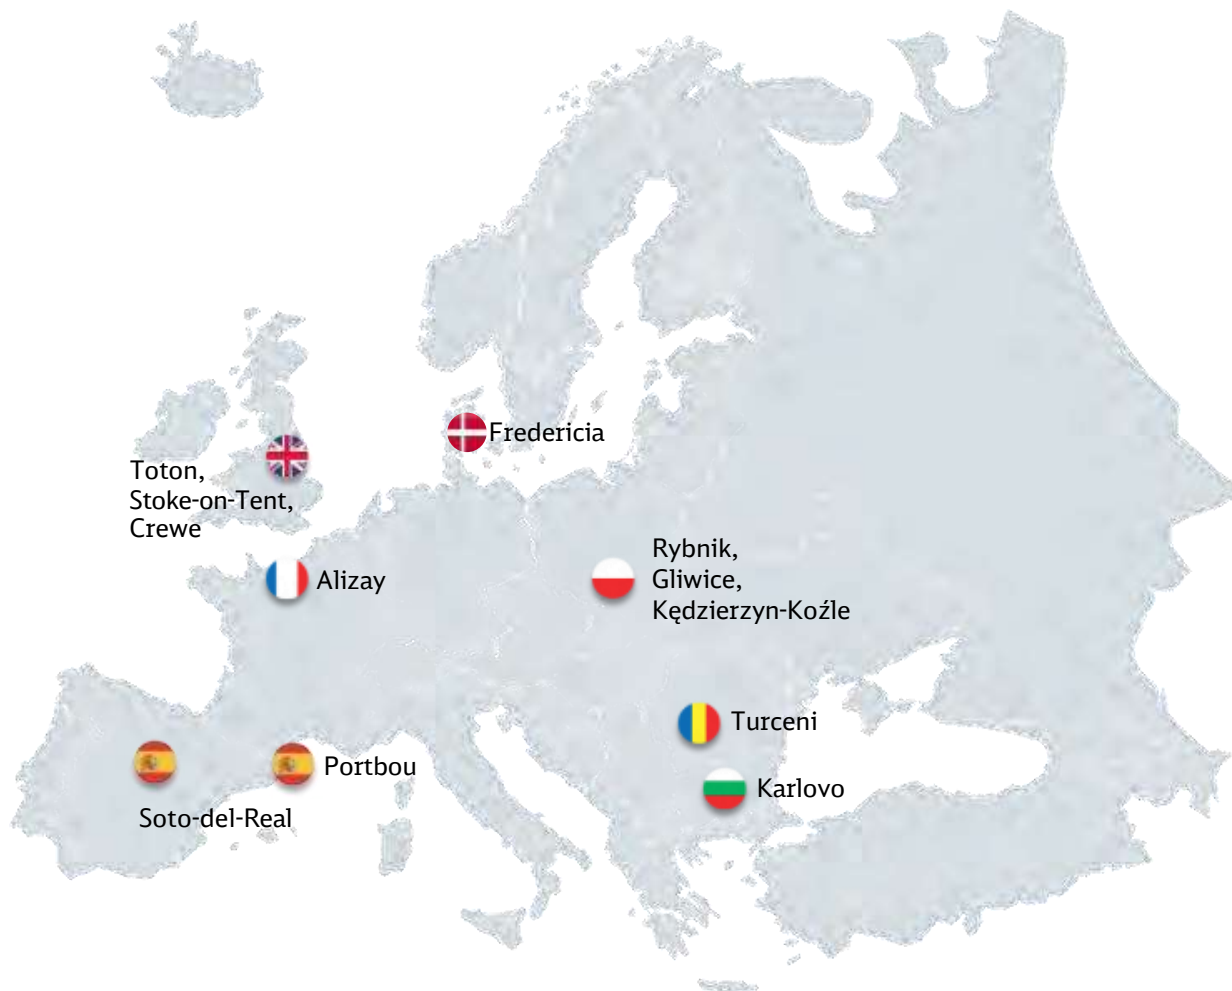 Fredericia
Toton,
Stoke-on-Tent,
Crewe
Rybnik,
Gliwice,
Kędzierzyn-Koźle
Alizay
Turceni
Portbou
Karlovo
Soto-del-Real